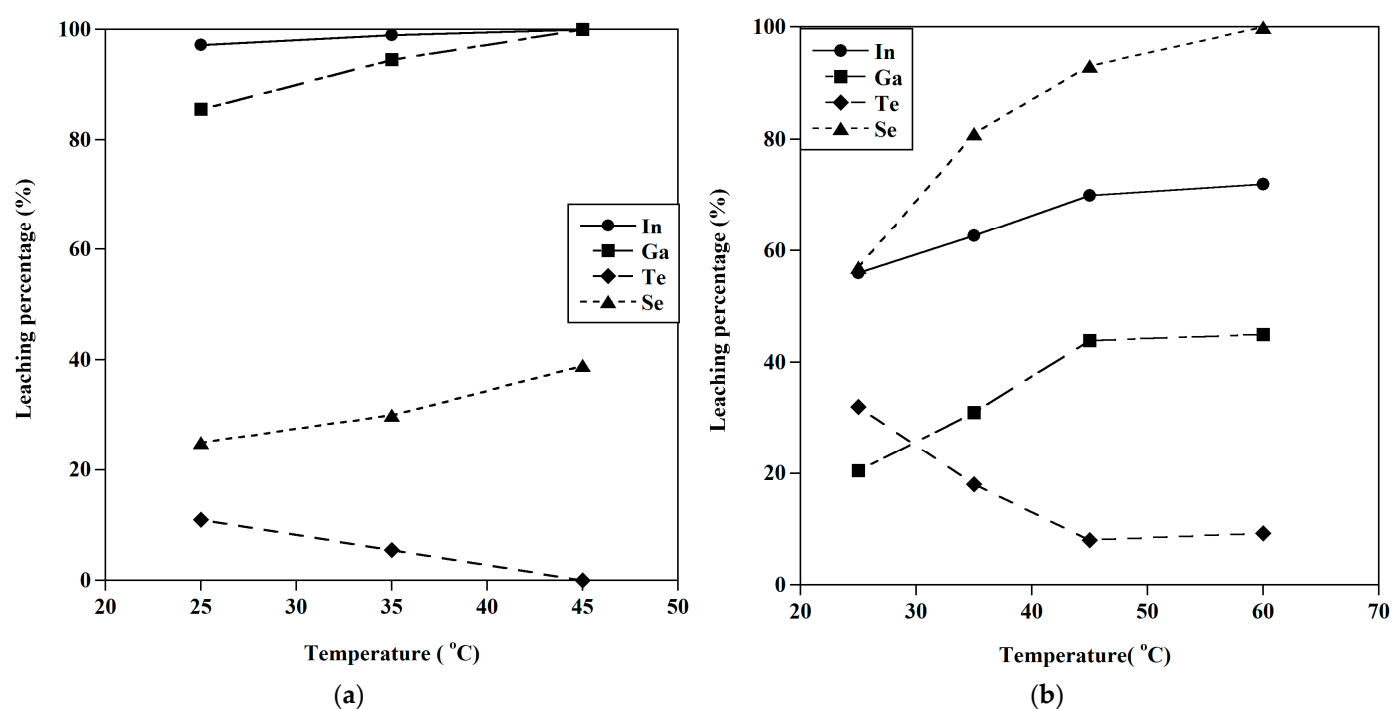 100
80
60
40
20
0
Leaching percentage (%)
In
Ga
Te
Se
20
25
30
35
40
45
50
Temperature ( °C)
(a)
100
80
60
40
20
0
Leaching percentage (%)
In
Ga
Te
Se
20
30
40
50
60
70
Temperature( °C)
(b)